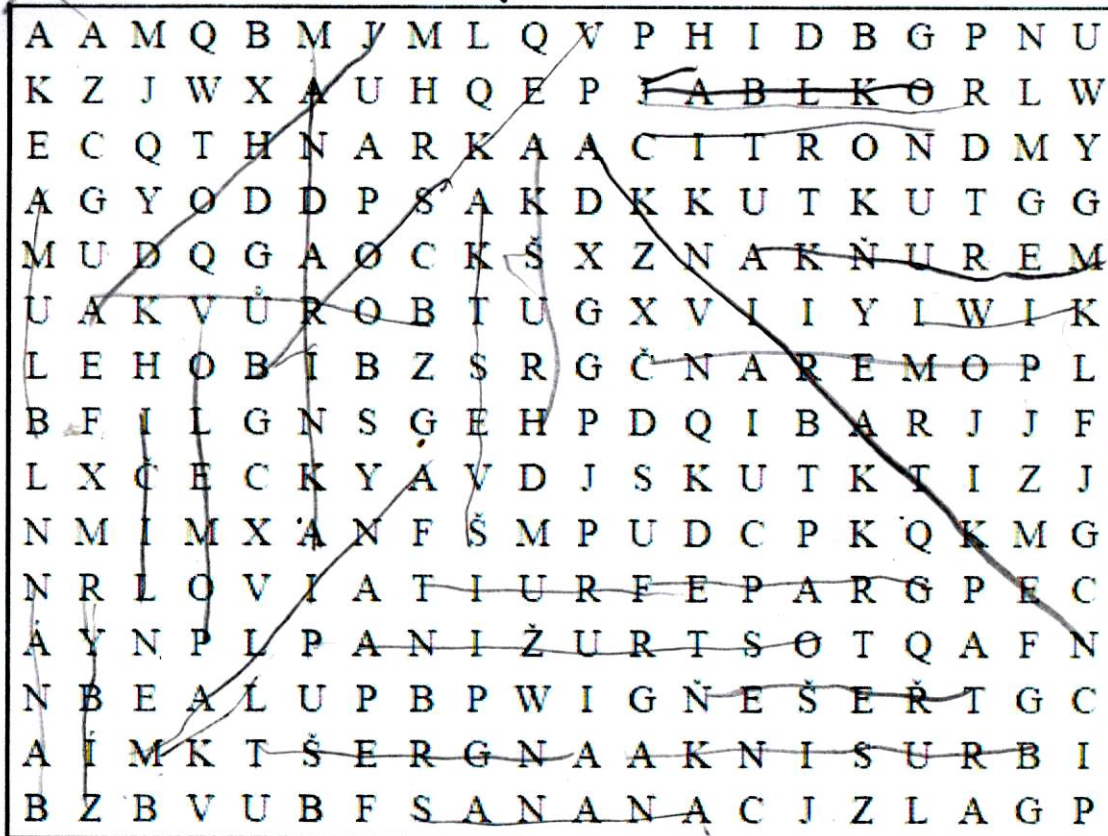 A A M Q B M J M L Q V P H I D B G P N U
K Z J W X A U H Q E P J A B L K O R L W
E C Q T H N A R K A A C I T R O N D M Y
A G Y O D D P S A K D K K U T K U T G G
M U D Q G A O C K Š X Z N A K Ň U R E M
U A K V Ů R O B T U G X V I I Y I W I K
L E H O B I B Z S R G Č N A R E M O P L
B F I L G N S G E H P D Q I B A R J J F
L X Č E C K Y A V D J S K U T K T I Z J
N M I M X A N F Š M P U D C P K Q K M G
N R L O V I A T I U R F E P A R G P E C
Á Y N P L P A N I Ž U R T S O T Q A F N
N B E A L U P B P W I G Ň E Š E Ř T G C
A Í M K T Š E R G N A A K N I S U R B I
B Z B V U B F S A N A N A C J Z L A G P